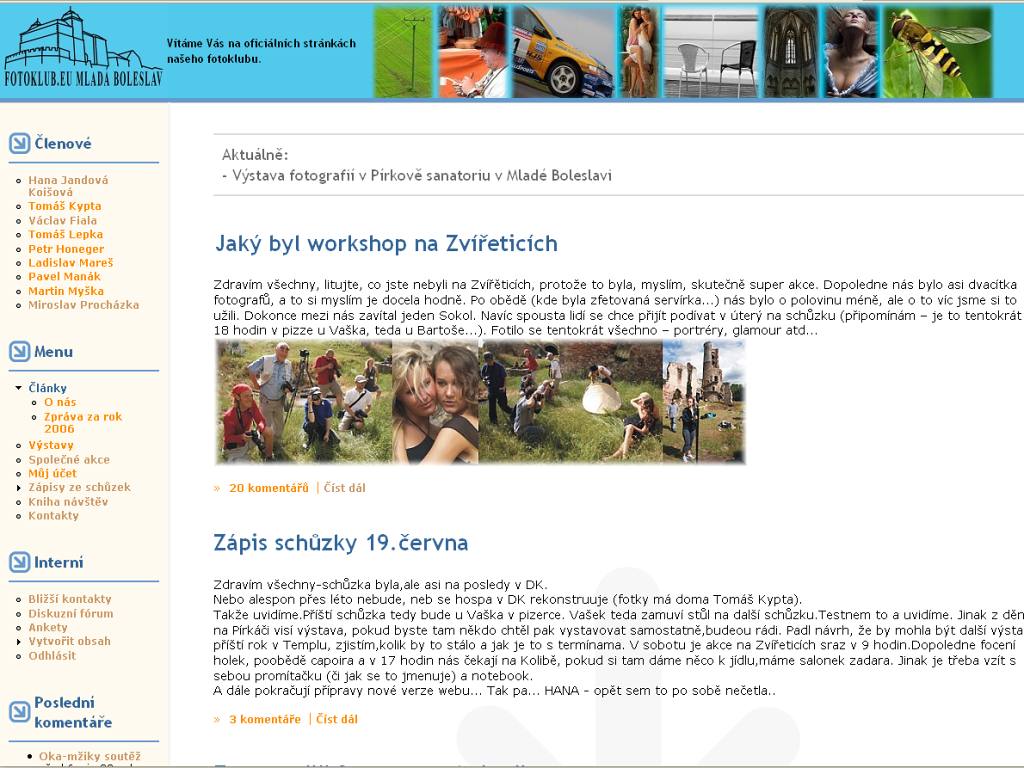 FOTOKLUB.EU MLADÁ BOLESLAV
Vítáme Vás na oficiálních stránkách
našeho fotoklubu.
Členové
Hana Jandová
Koišová
Tomáš Kypta
Václav Fiala
Tomáš Lepka
Petr Honeger
Ladislav Mareš
Pavel Manák
Martin Myška
Miroslav Procházka
Menu
Články
O nás
Zpráva za rok
2006
Výstavy
Společné akce
Můj účet
Zápisy ze schůzek
Kniha návštěv
Kontakty
Interní
Bližší kontakty
Diskuzní fórum
Ankety
Vytvořit obsah
Odhlásit
Poslední
komentáře
Oka-mžiky soutěž
Aktuálně:
- Výstava fotografií v Pírkově sanatoriu v Mladé Boleslavi
Jaký byl workshop na Zvířeticích
Zdravím všechny, litujte, co jste nebyli na Zvířěticích, protože to byla, myslím, skutečně super akce. Dopoledne nás bylo asi dvacítka
fotografů, a to si myslím je docela hodně. Po obědě (kde byla zfetovaná servírka...) nás bylo o polovinu méně, ale o to víc jsme si to
užili. Dokonce mezi nás zavítal jeden Sokol. Navíc spousta lidí se chce přijít podívat v úterý na schůzku (připomínám – je to tentokrát
18 hodin v pizze u Vaška, teda u Bartoše...). Fotilo se tentokrát všechno – portréry, glamour atd...
» 20 komentářů | Číst dál
Zápis schůzky 19.června
Zdravím všechny-schůzka byla,ale asi na posledy v DK.
Nebo alespon přes léto nebude, neb se hospa v DK rekonstruuje (fotky má doma Tomáš Kypta).
Takže uvidíme.Příští schůzka tedy bude u Vaška v pizerce. Vašek teda zamuví stůl na další schůzku.Testnem to a uvidíme. Jinak z děn
na Pírkáči visí výstava, pokud byste tam někdo chtěl pak vystavovat samostatně,budeou rádi. Padl návrh, že by mohla být další výsta
příští rok v Templu, zjistím,kolik by to stálo a jak je to s termínama. V sobotu je akce na Zvířeticích sraz v 9 hodin.Dopoledne focení
holek, poobědě capoira a v 17 hodin nás čekají na Kolibě, pokud si tam dáme něco k jídlu,máme salonek zadara. Jinak je třeba vzít s
sebou promítačku (či jak se to jmenuje) a notebook.
A dále pokračují přípravy nové verze webu... Tak pa... HANA - opět sem to po sobě nečetla..
» 3 komentáře | Číst dál